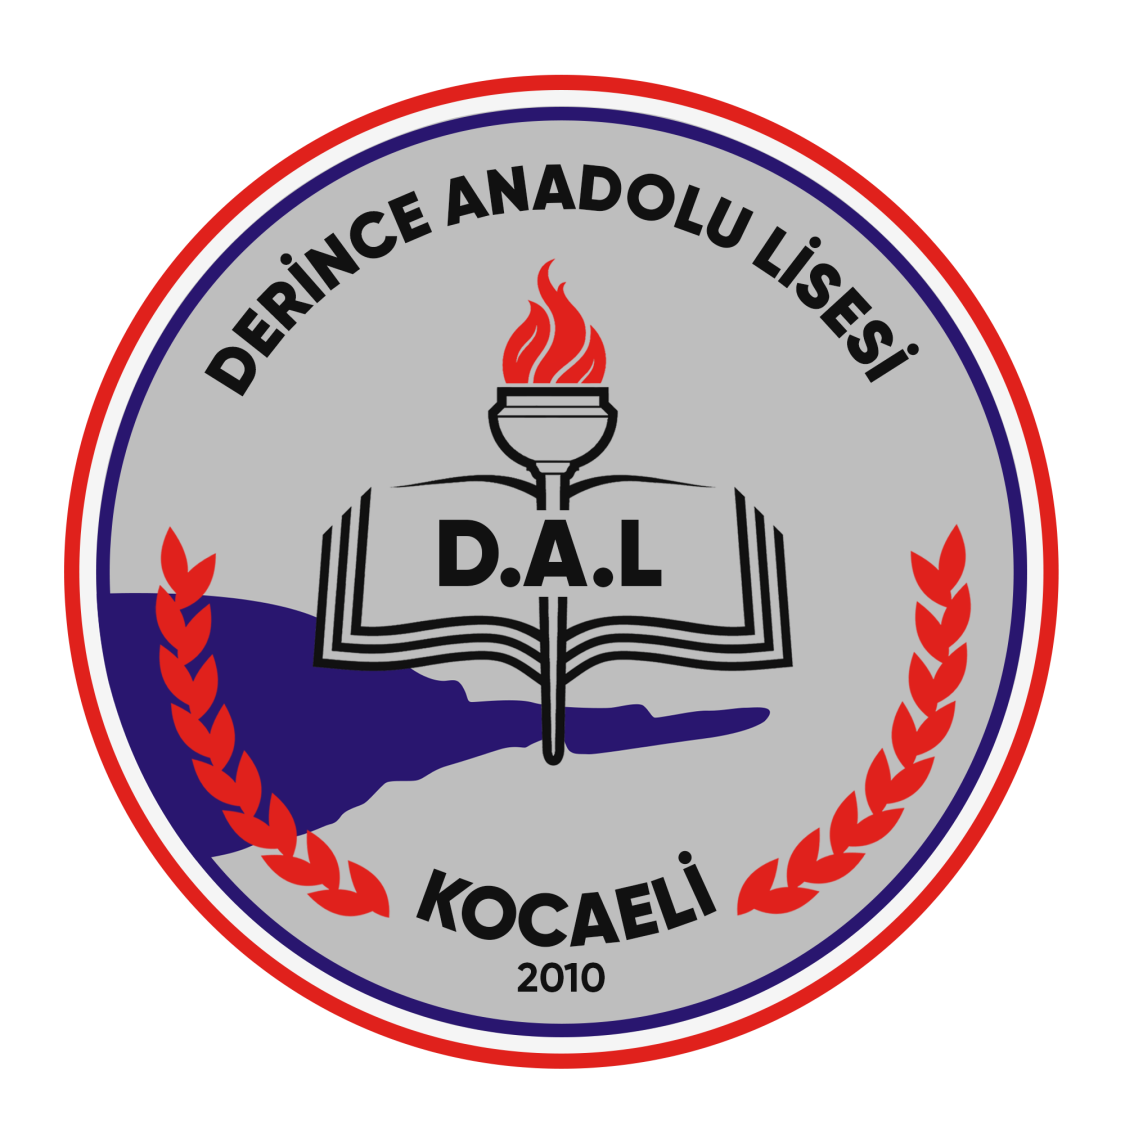 DERİNCE ANADOLU LİSESİ
D.A.L
KOCAELİ
2010